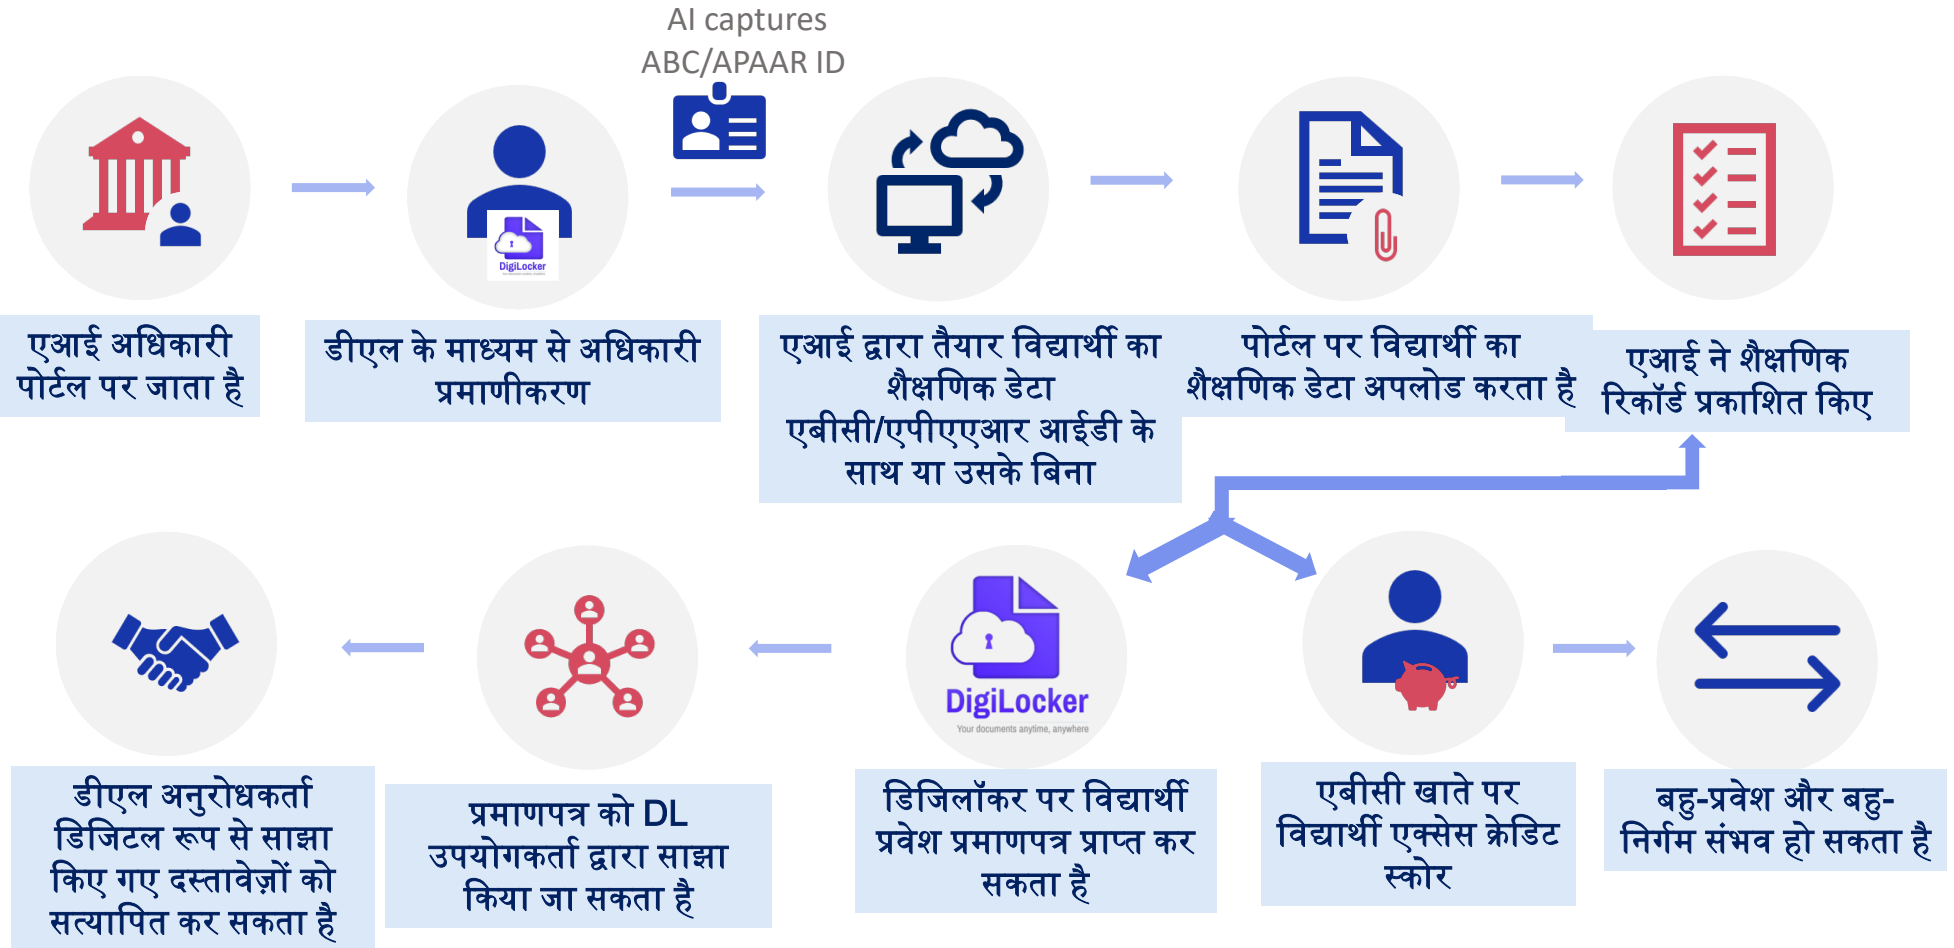 AI captures
ABC/APAAR ID
DigiLocker
एआई अधिकारी
पोर्टल पर जाता है
डीएल के माध्यम से अधिकारी
प्रमाणीकरण
एआई द्वारा तैयार विद्यार्थी का
शैक्षणिक डेटा
एबीसी/एपीएएआर आईडी के
साथ या उसके बिना
पोर्टल पर विद्यार्थी का
शैक्षणिक डेटा अपलोड करता है
एआई ने शैक्षणिक
रिकॉर्ड प्रकाशित किए
DigiLocker
Your documents anytime, anywhere
डीएल अनुरोधकर्ता
डिजिटल रूप से साझा
किए गए दस्तावेज़ों को
सत्यापित कर सकता है
प्रमाणपत्र को DL
उपयोगकर्ता द्वारा साझा
किया जा सकता है
डिजिलॉकर पर विद्यार्थी
प्रवेश प्रमाणपत्र प्राप्त कर
सकता है
एबीसी खाते पर
विद्यार्थी एक्सेस क्रेडिट
स्कोर
बहु-प्रवेश और बहु-
निर्गम संभव हो सकता है